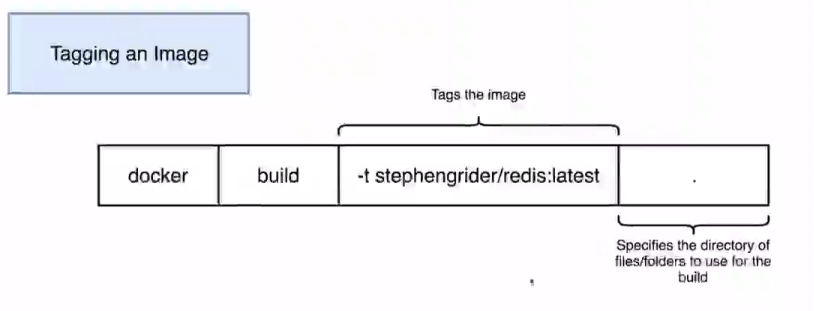 Tagging an Image
Tags the image
docker build -t stephengrider/redis:latest .
Specifies the directory of
files/folders to use for the
build